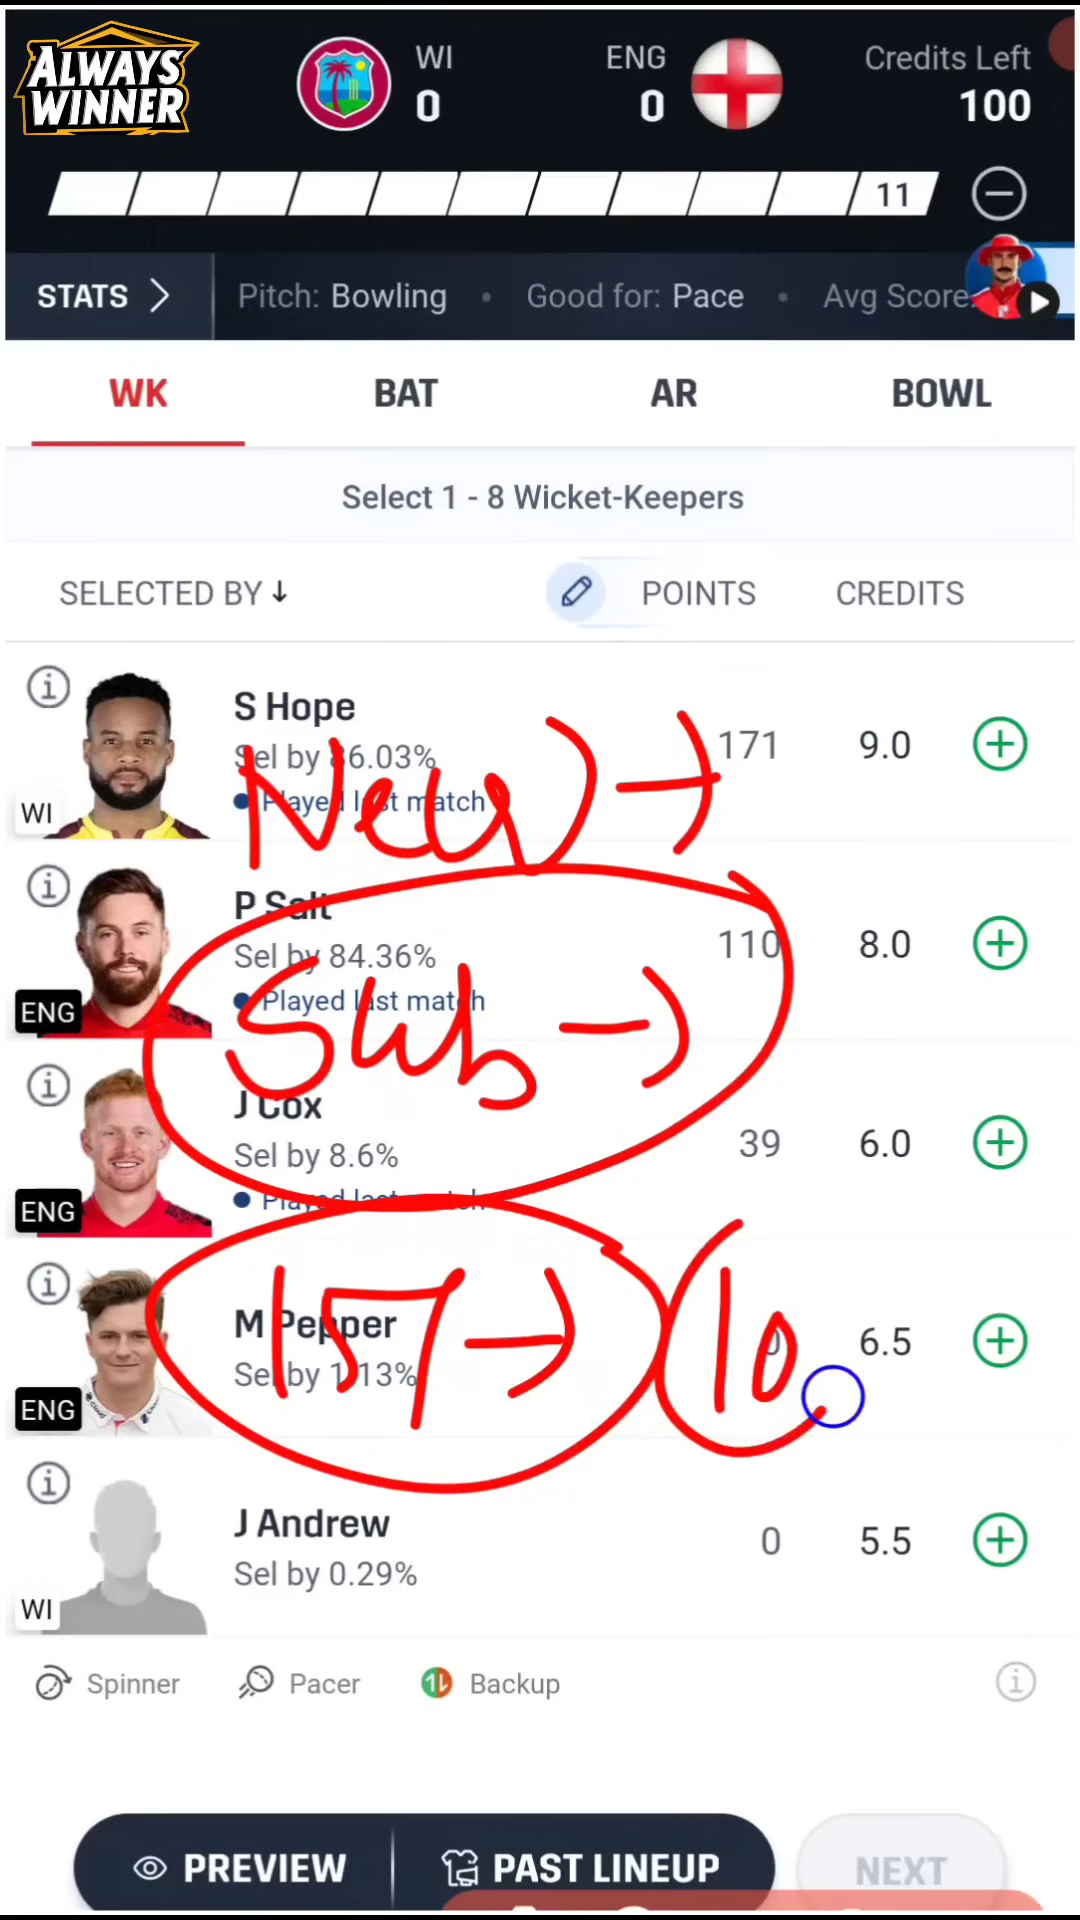 ALWAYS
WINNER
WI
0
ENG
0
Credits Left
100
11
STATS
Pitch: Bowling • Good for: Pace • Avg Score
WK
BAT
AR
BOWL
Select 1 - 8 Wicket-Keepers
SELECTED BY ↓
POINTS
CREDITS
S Hope
Sel by 86.03%
171
9.0
Played last match
WI
New →
P Salt
Sel by 84.36%
110
8.0
Played last match
ENG
Sub →
J Cox
Sel by 8.6%
39
6.0
Played last match
ENG
M Pepper
Sel by 1.13%
0
6.5
ENG
157 →
10
J Andrew
Sel by 0.29%
0
5.5
WI
Spinner
Pacer
Backup
PREVIEW
PAST LINEUP
NEXT